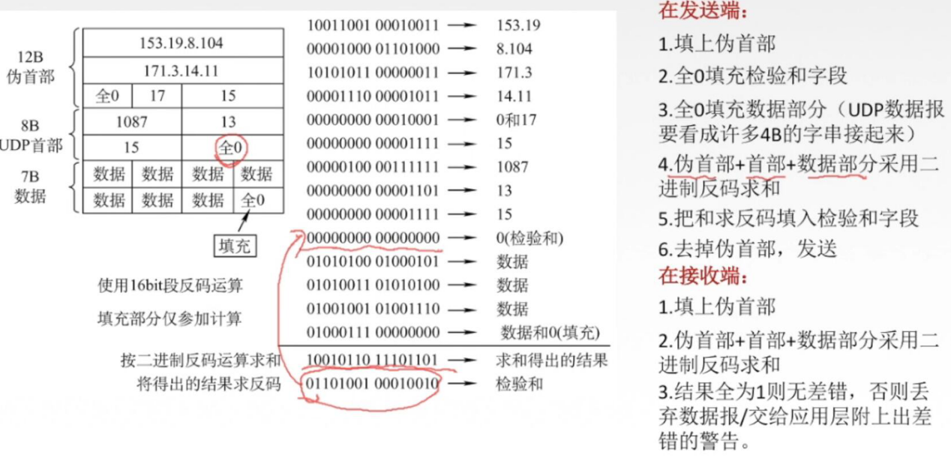 12B
伪首部
153.19.8.104
171.3.14.11
全0 17 15
8B
UDP首部
1087 13
15 全0
7B
数据
数据 数据 数据 数据
数据 数据 数据 全0
填充
使用16bit段反码运算
填充部分仅参加计算
10011001 00010011 → 153.19
00001000 01101000 → 8.104
10101011 00000011 → 171.3
00001110 00001011 → 14.11
00000000 00010001 → 0和17
00000000 00001111 → 15
00000100 00111111 → 1087
00000000 00001101 → 13
00000000 00001111 → 15
00000000 00000000 → 0(检验和)
01010100 01000101 → 数据
01010011 01010100 → 数据
01001001 01001110 → 数据
01000111 00000000 → 数据和0(填充)
按二进制反码运算求和 10010110 11101101 → 求和得出的结果
将得出的结果求反码 01101001 00010010 → 检验和
在发送端：
1.填上伪首部
2.全0填充检验和字段
3.全0填充数据部分（UDP数据报
要看成许多4B的字串接起来）
4.伪首部+首部+数据部分采用二
进制反码求和
5.把和求反码填入检验和字段
6.去掉伪首部，发送
在接收端：
1.填上伪首部
2.伪首部+首部+数据部分采用二
进制反码求和
3.结果全为1则无差错，否则丢
弃数据报/交给应用层附上出差
错的警告。